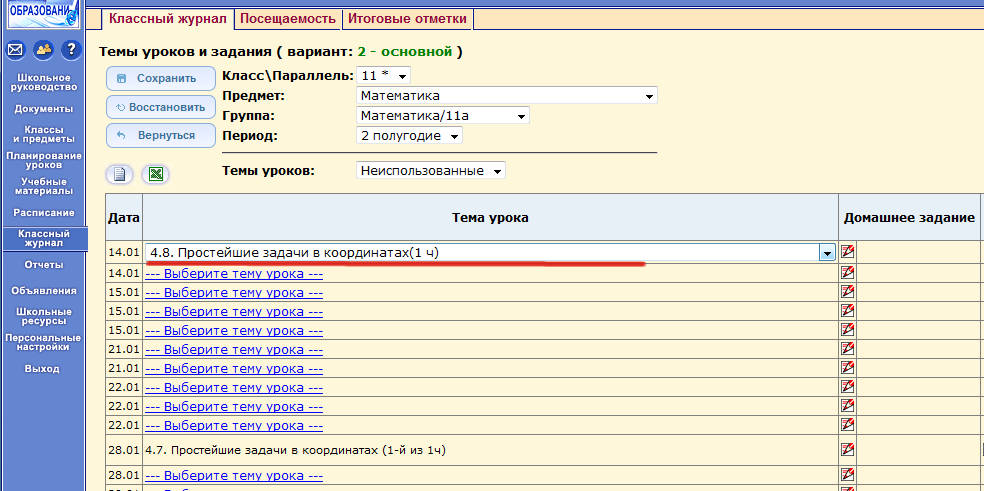 ОБРАЗОВАНИ
Классный журнал Посещаемость Итоговые отметки
Темы уроков и задания ( вариант: 2 - основной )
Сохранить
Восстановить
Вернуться
Класс\Параллель: 11 *
Предмет: Математика
Группа: Математика/11а
Период: 2 полугодие
Темы уроков: Неиспользованные
?
Школьное
руководство
Документы
Классы
и предметы
Планирование
уроков
Учебные
материалы
Расписание
Классный
журнал
Отчеты
Объявления
Школьные
ресурсы
Персональные
настройки
Выход
Дата Тема урока Домашнее задание
14.01 4.8. Простейшие задачи в координатах(1 ч)
14.01 --- Выберите тему урока ---
15.01 --- Выберите тему урока ---
15.01 --- Выберите тему урока ---
15.01 --- Выберите тему урока ---
21.01 --- Выберите тему урока ---
21.01 --- Выберите тему урока ---
22.01 --- Выберите тему урока ---
22.01 --- Выберите тему урока ---
22.01 --- Выберите тему урока ---
28.01 4.7. Простейшие задачи в координатах (1-й из 1ч)
28.01 --- Выберите тему урока ---